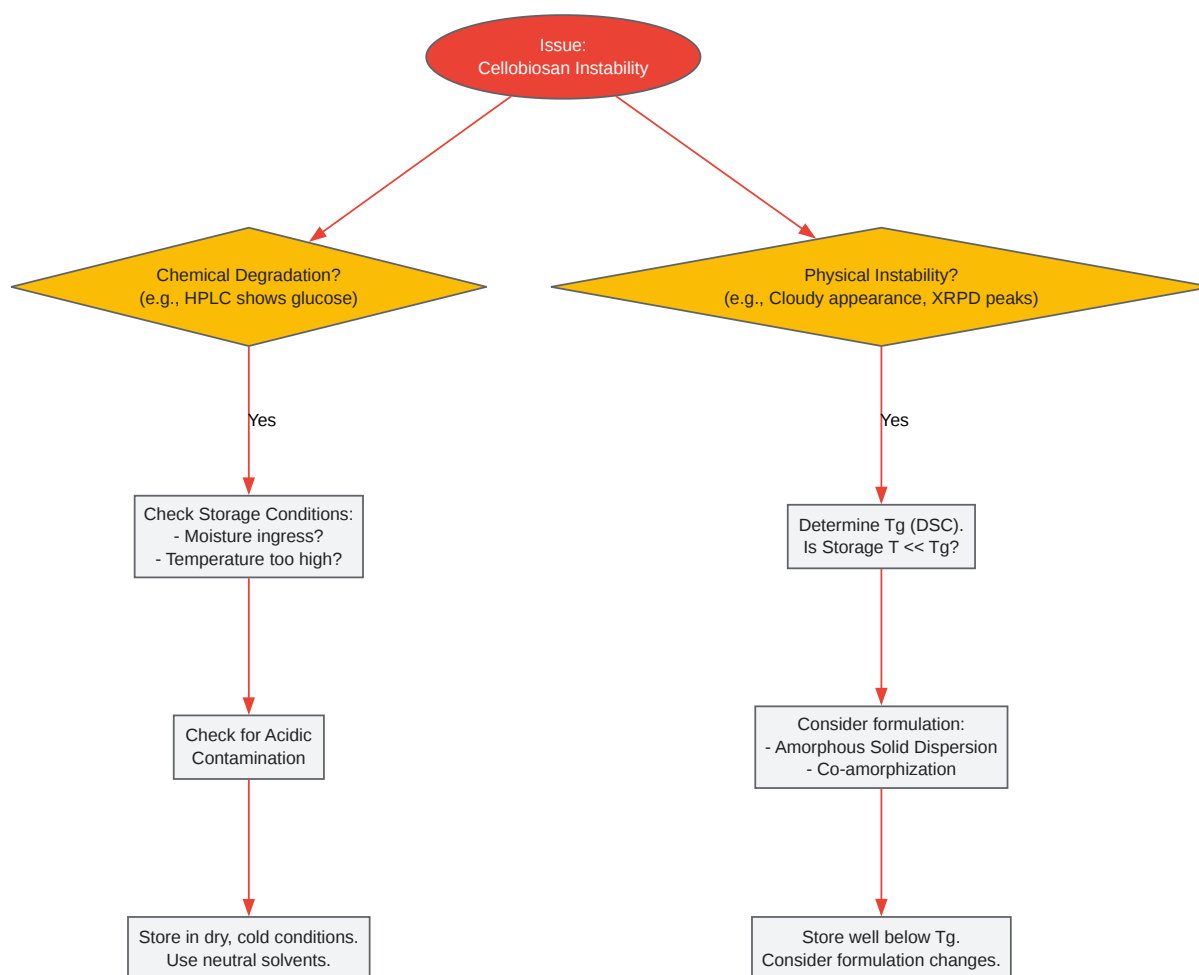 Issue:
Cellobiosan Instability
Chemical Degradation?
(e.g., HPLC shows glucose)
Yes
Check Storage Conditions:
- Moisture ingress?
- Temperature too high?
Check for Acidic
Contamination
Store in dry, cold conditions.
Use neutral solvents.
Physical Instability?
(e.g., Cloudy appearance, XRPD peaks)
Yes
Determine Tg (DSC).
Is Storage T << Tg?
Consider formulation:
- Amorphous Solid Dispersion
- Co-amorphization
Store well below Tg.
Consider formulation changes.